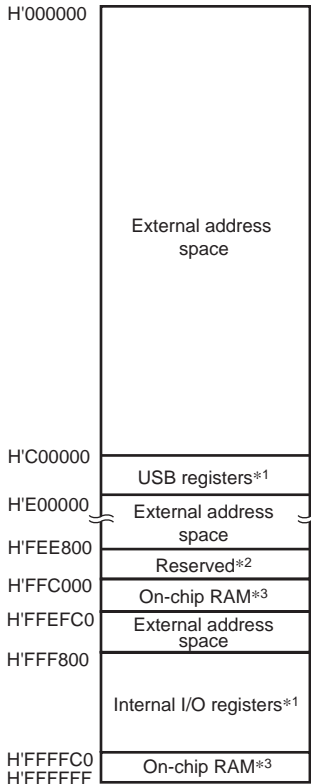 H'000000
External address
space
H'C00000
USB registers*1
H'E00000
External address
space
H'FEE800
Reserved*2
H'FFC000
On-chip RAM*3
H'FFEFC0
External address
space
H'FFF800
Internal I/O registers*1
H'FFFFC0
On-chip RAM*3
H'FFFFFF